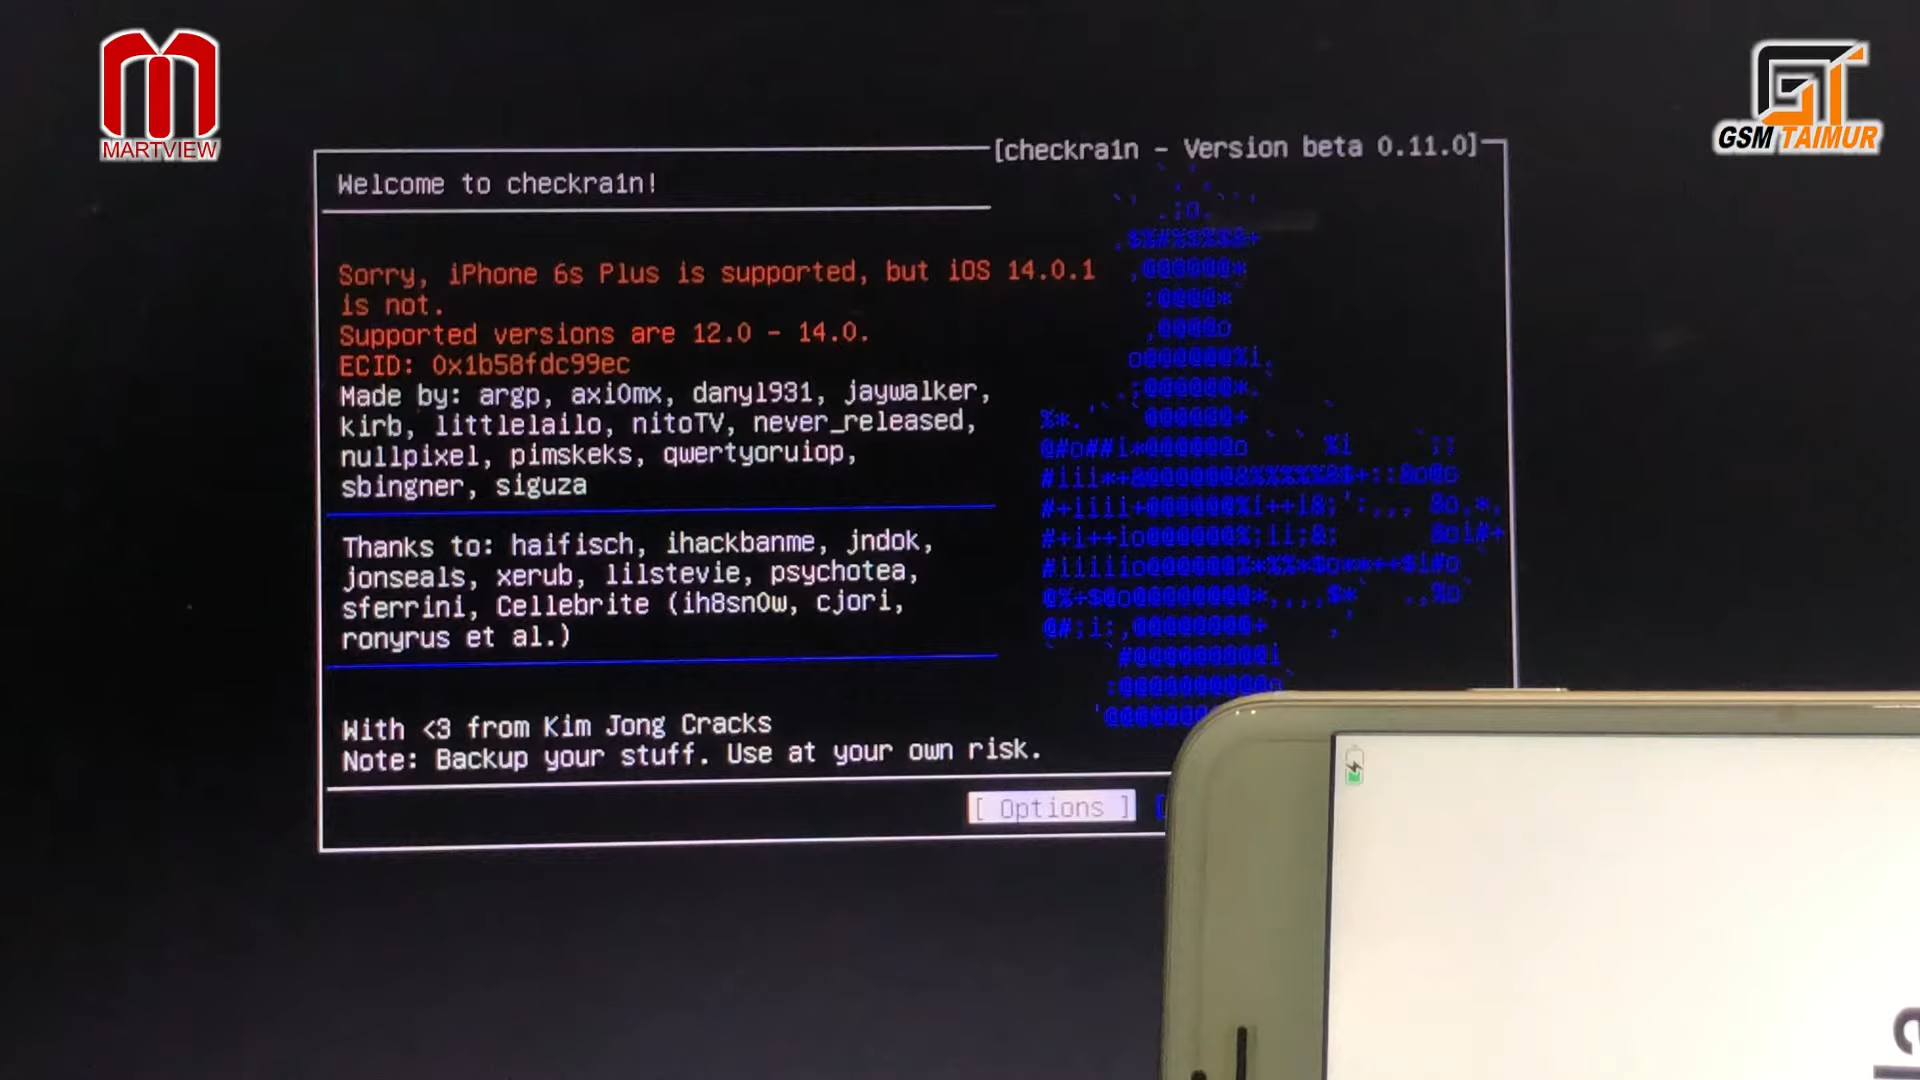 MARTVIEW
GSM TAIMUR
[checkra1n - Version beta 0.11.0]
Welcome to checkra1n!
Sorry, iPhone 6s Plus is supported, but iOS 14.0.1
is not.
Supported versions are 12.0 - 14.0.
ECID: 0x1b58fdc99ec
Made by: argp, axi0mx, danyl931, jaywalker,
kirb, littlelailo, nitoTV, never_released,
nullpixel, pimskeks, qwertyoruiop,
sbingner, siguza
Thanks to: haifisch, ihackbanme, jndok,
jonseals, xerub, lilstevie, psychotea,
sferrini, Cellebrite (ih8sn0w, cjori,
ronyrus et al.)
With <3 from Kim Jong Cracks
Note: Backup your stuff. Use at your own risk.
[ Options ]